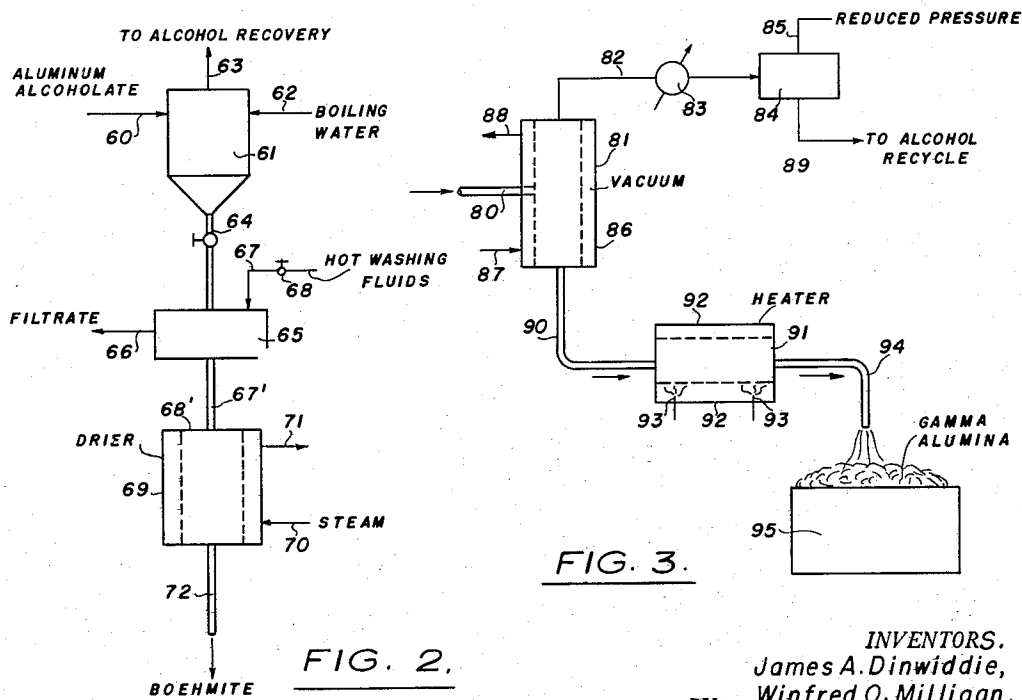 TO ALCOHOL RECOVERY
63
ALUMINUM
ALCOHOLATE
60
62
BOILING
WATER
61
64
67
68
HOT WASHING
FLUIDS
FILTRATE
66
65
67'
68'
71
DRIER
69
STEAM
70
72
BOEHMITE
FIG. 2.
REDUCED PRESSURE
85
82
83
84
TO ALCOHOL
RECYCLE
89
88
81
VACUUM
80
86
87
HEATER
92
91
90
94
93
92
93
GAMMA
ALUMINA
95
FIG. 3.
INVENTORS.
James A. Dinwiddie,
Winfred O. Milligan,